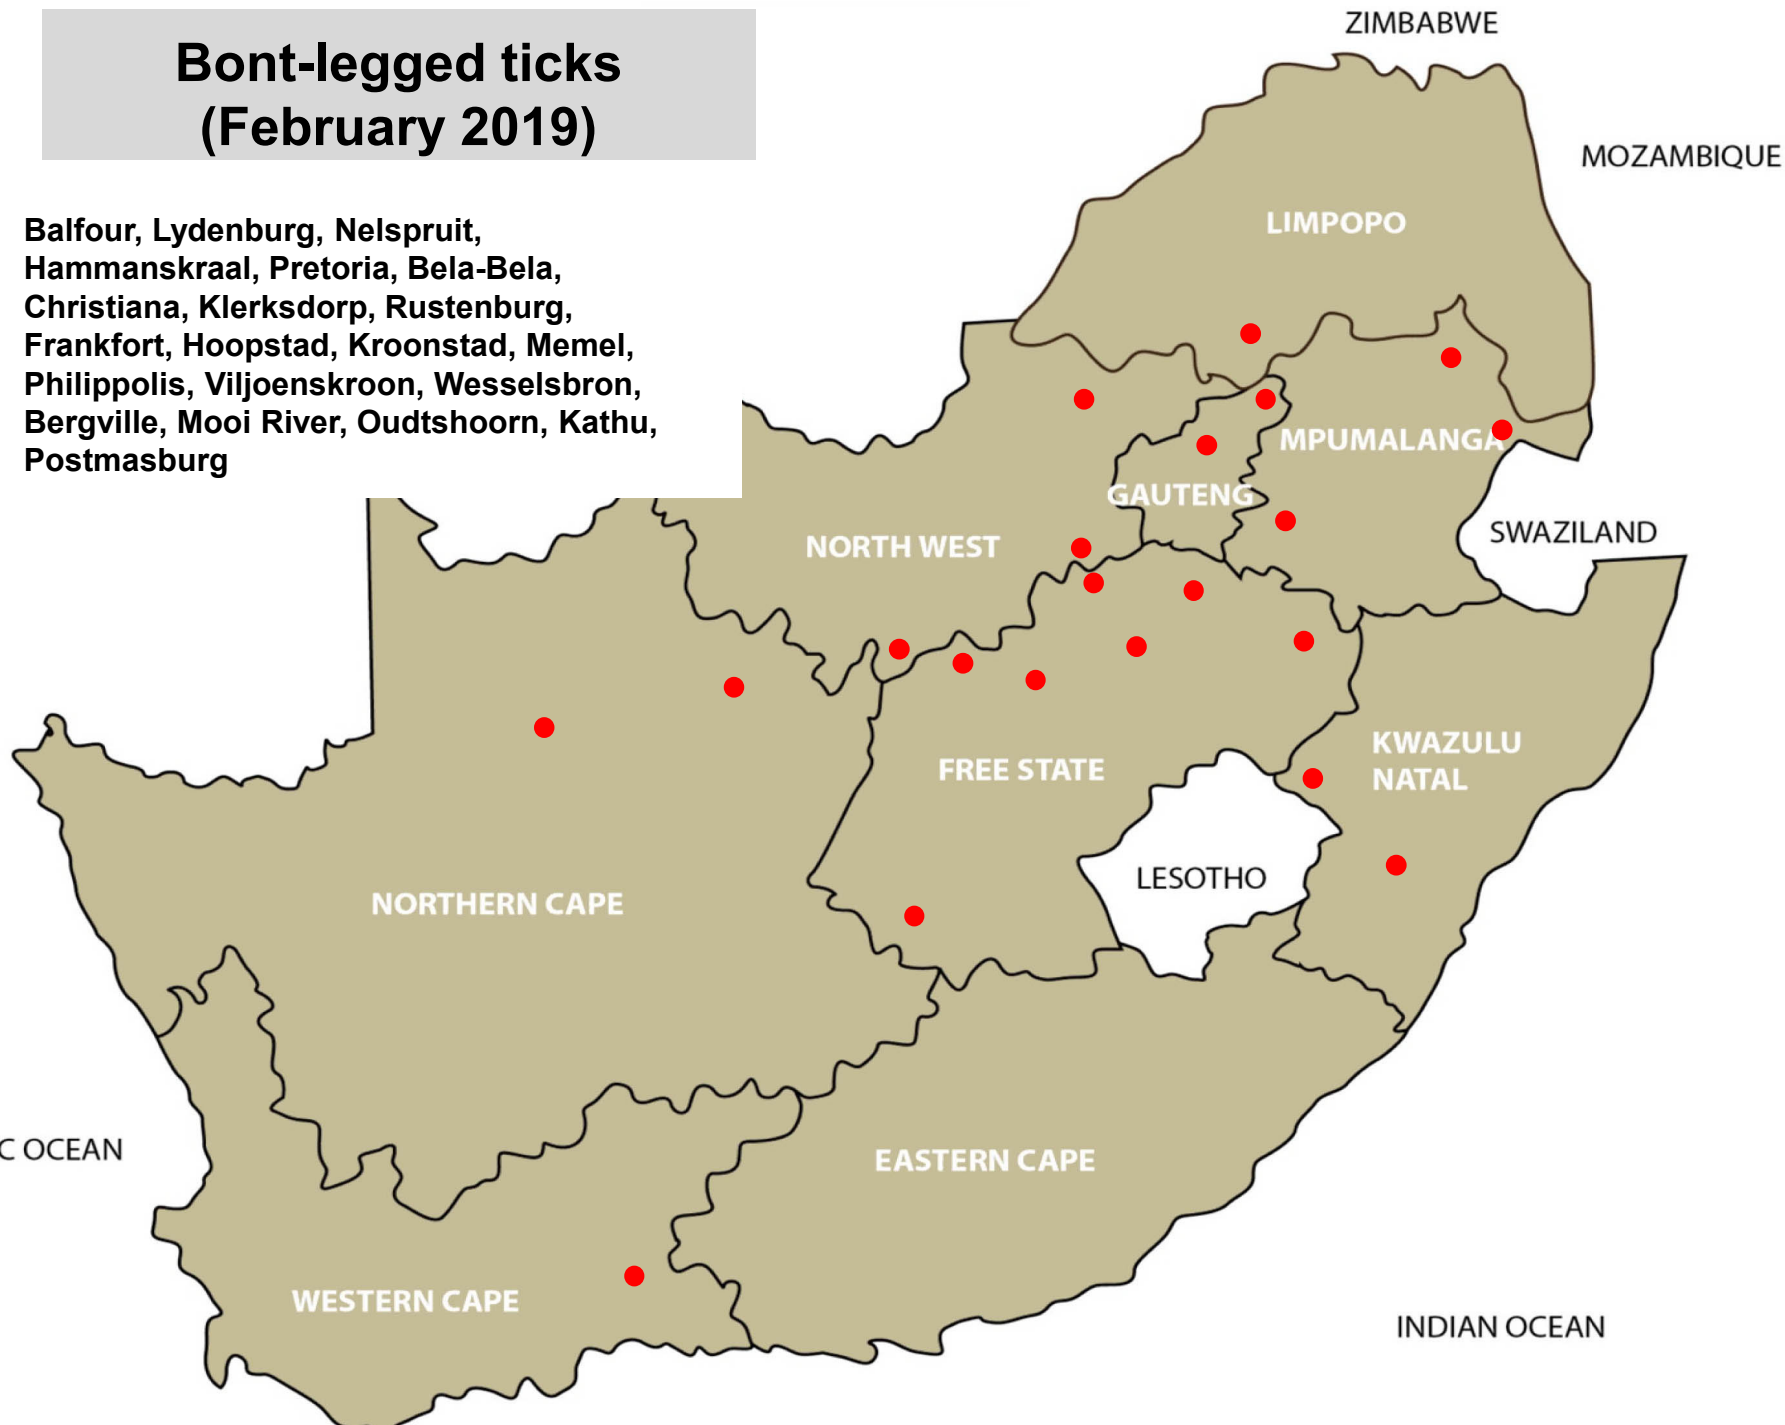 Bont-legged ticks
(February 2019)
Balfour, Lydenburg, Nelspruit,
Hammanskraal, Pretoria, Bela-Bela,
Christiana, Klerksdorp, Rustenburg,
Frankfort, Hoopstad, Kroonstad, Memel,
Philippolis, Viljoenskroon, Wesselsbron,
Bergville, Mooi River, Oudtshoorn, Kathu,
Postmasburg
ZIMBABWE
MOZAMBIQUE
LIMPOPO
MPUMALANGA
GAUTENG
NORTH WEST
SWAZILAND
KWAZULU
NATAL
FREE STATE
LESOTHO
NORTHERN CAPE
C OCEAN
EASTERN CAPE
WESTERN CAPE
INDIAN OCEAN